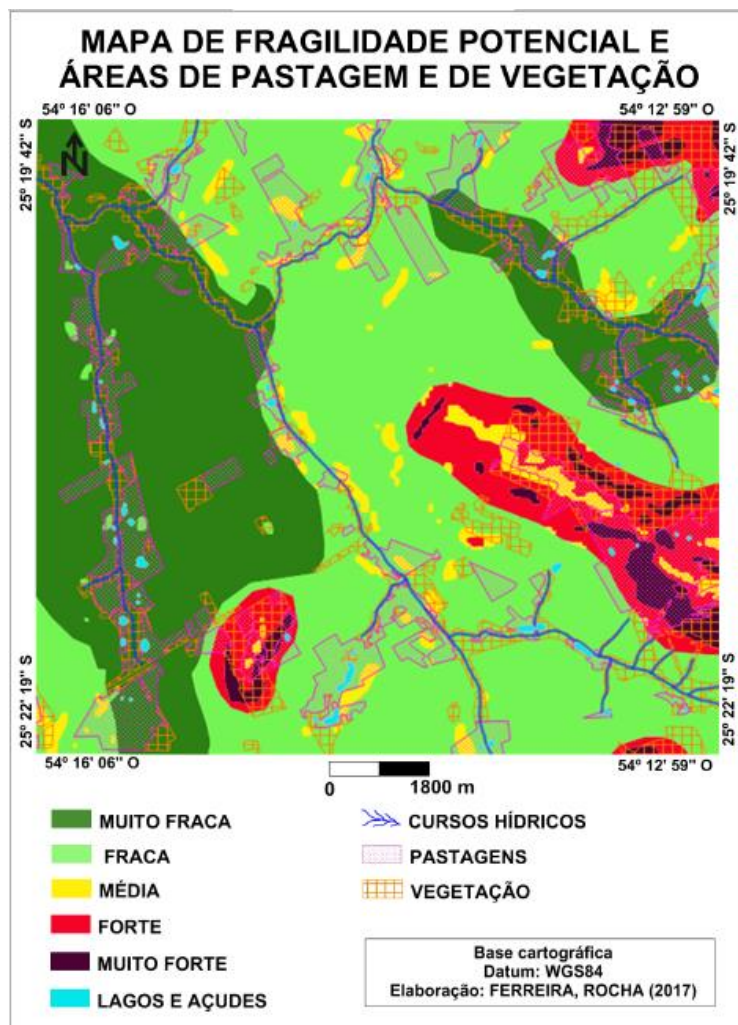 MAPA DE FRAGILIDADE POTENCIAL E
ÁREAS DE PASTAGEM E DE VEGETAÇÃO
54º 16' 06'' O
54º 12' 59'' O
25º 19' 42'' S
25º 19' 42'' S
N
25º 22' 19'' S
25º 22' 19'' S
54º 16' 06'' O
54º 12' 59'' O
0 1800 m
MUITO FRACA
FRACA
MÉDIA
FORTE
MUITO FORTE
LAGOS E AÇUDES
CURSOS HÍDRICOS
PASTAGENS
VEGETAÇÃO
Base cartográfica
Datum: WGS84
Elaboração: FERREIRA, ROCHA (2017)